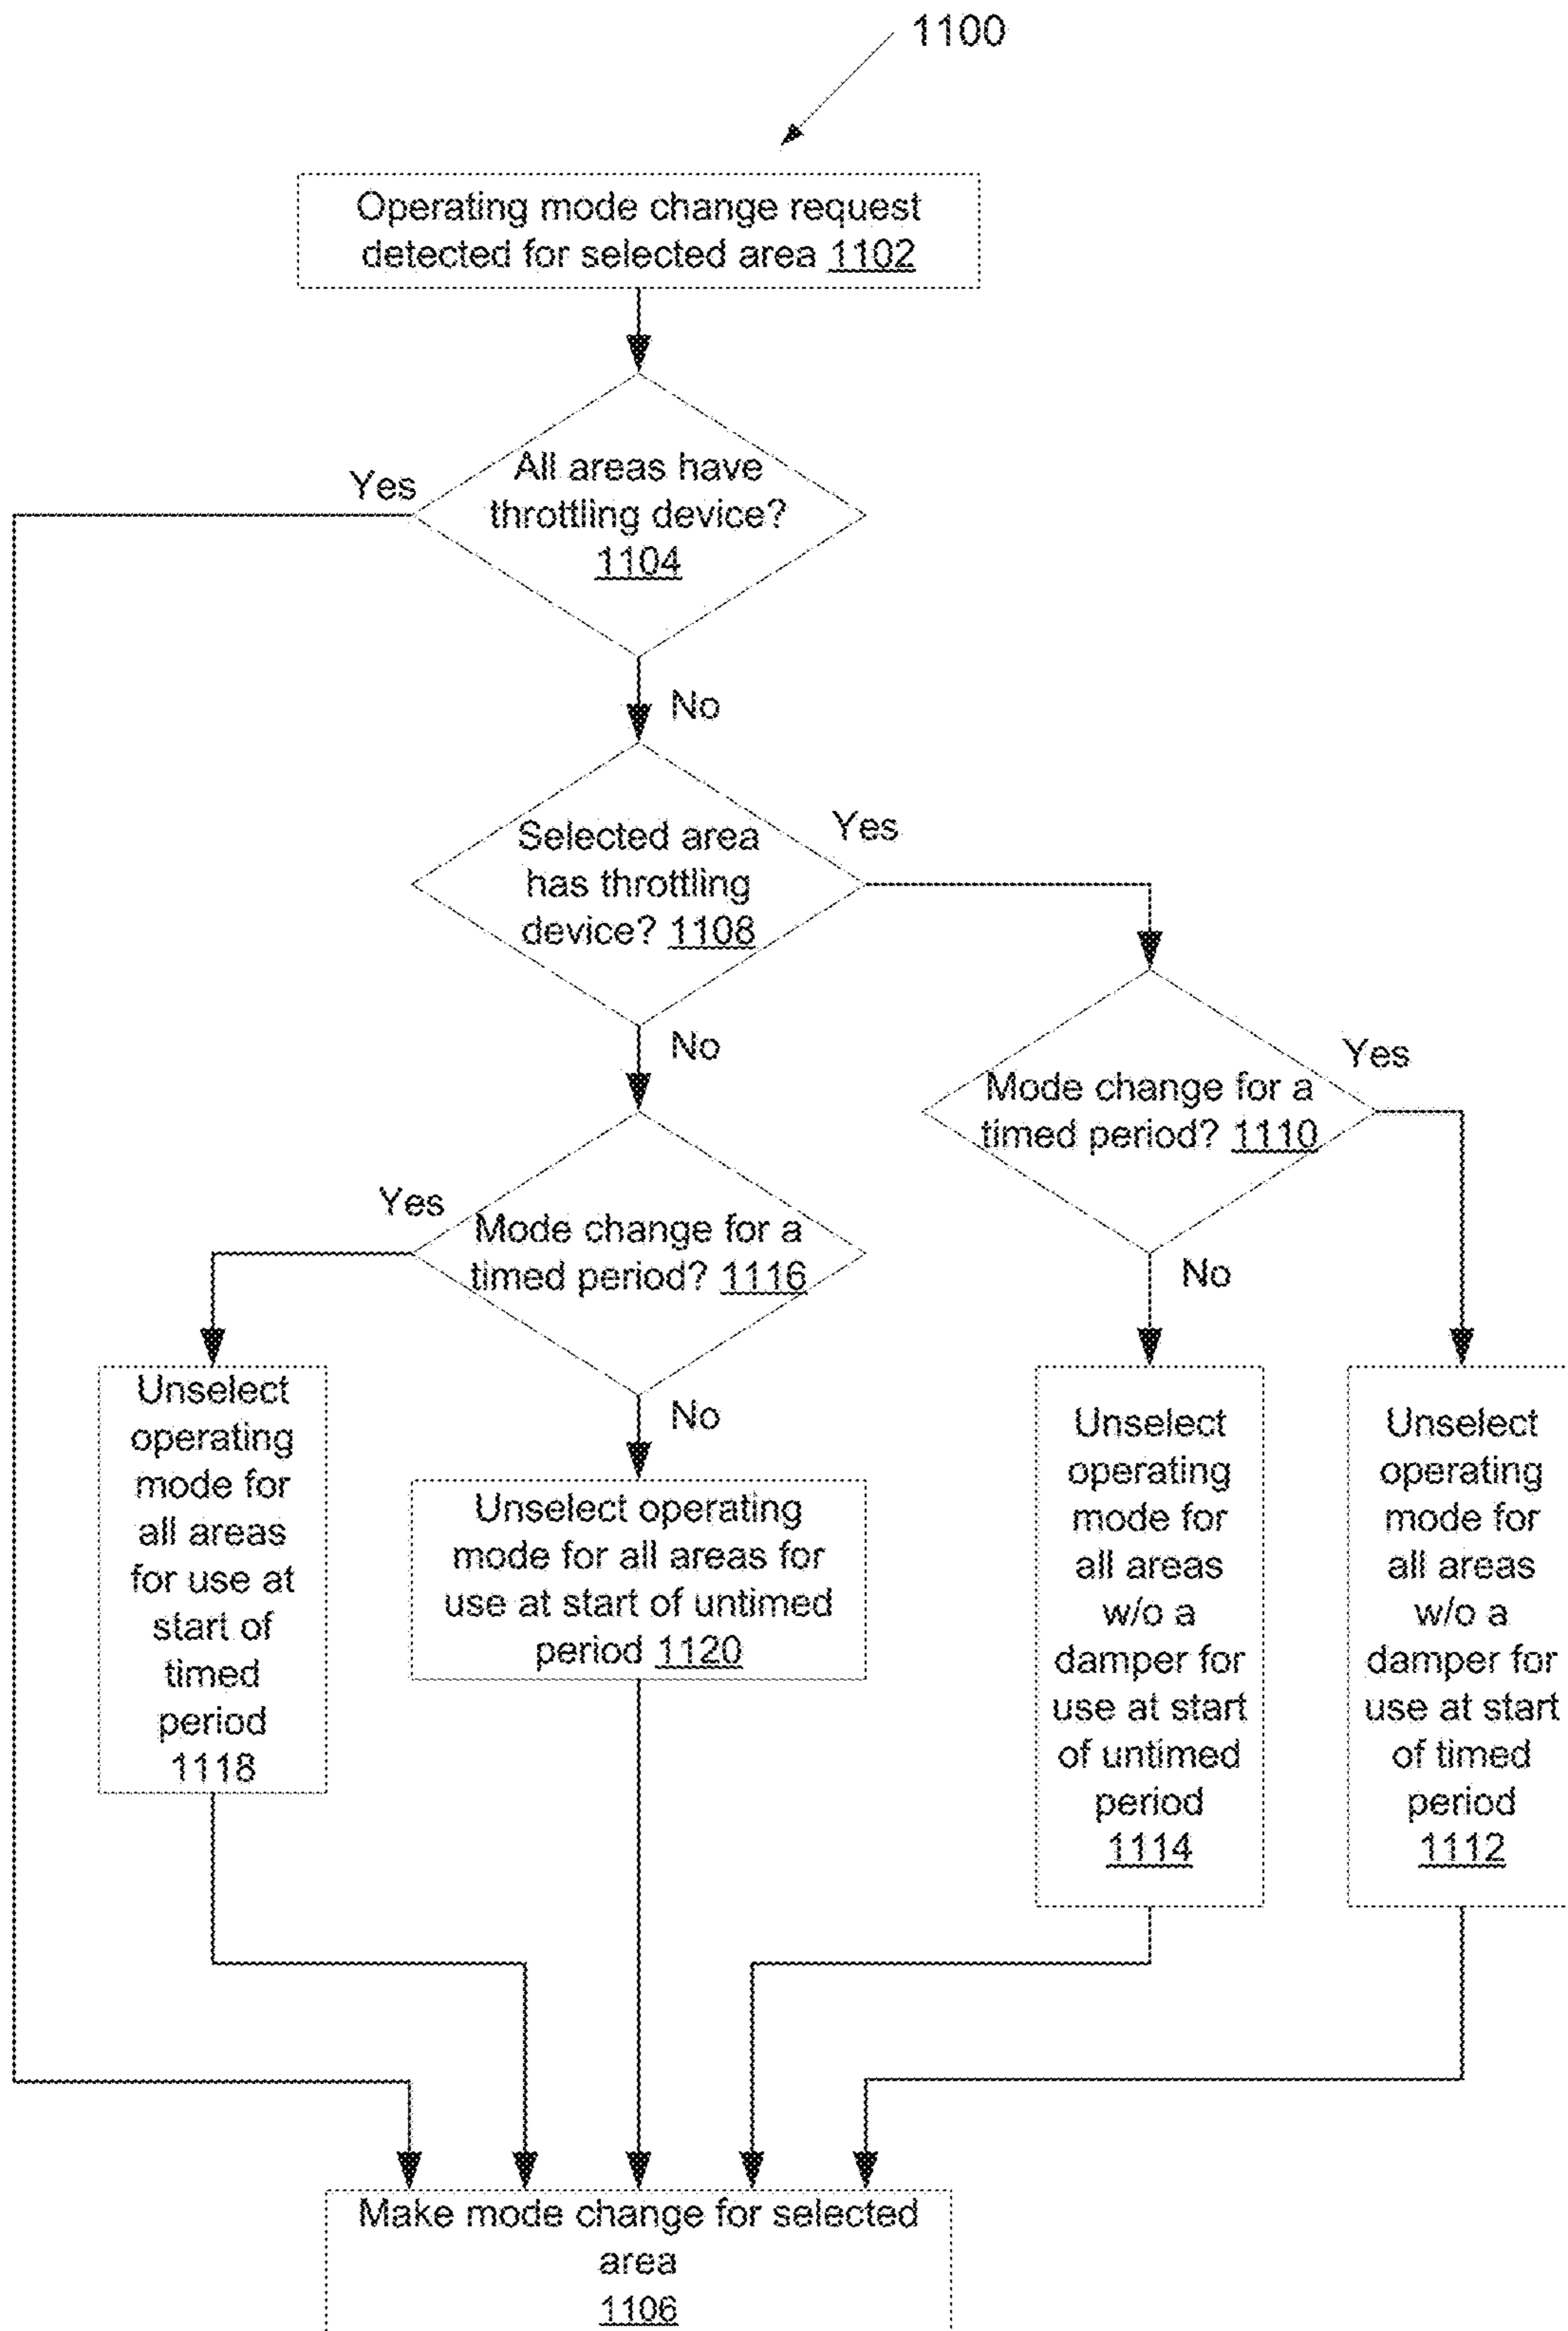 1100
Operating mode change request
detected for selected area 1102
All areas have
throttling device?
1104
Yes
No
Selected area
has throttling
device? 1108
Yes
No
Mode change for a
timed period? 1110
Yes
No
Mode change for a
timed period? 1116
Yes
No
Unselect
operating
mode for
all areas
for use at
start of
timed
period
1118
Unselect operating
mode for all areas for
use at start of untimed
period 1120
Unselect
operating
mode for
all areas
w/o a
damper for
use at start
of untimed
period
1114
Unselect
operating
mode for
all areas
w/o a
damper for
use at start
of timed
period
1112
Make mode change for selected
area
1106